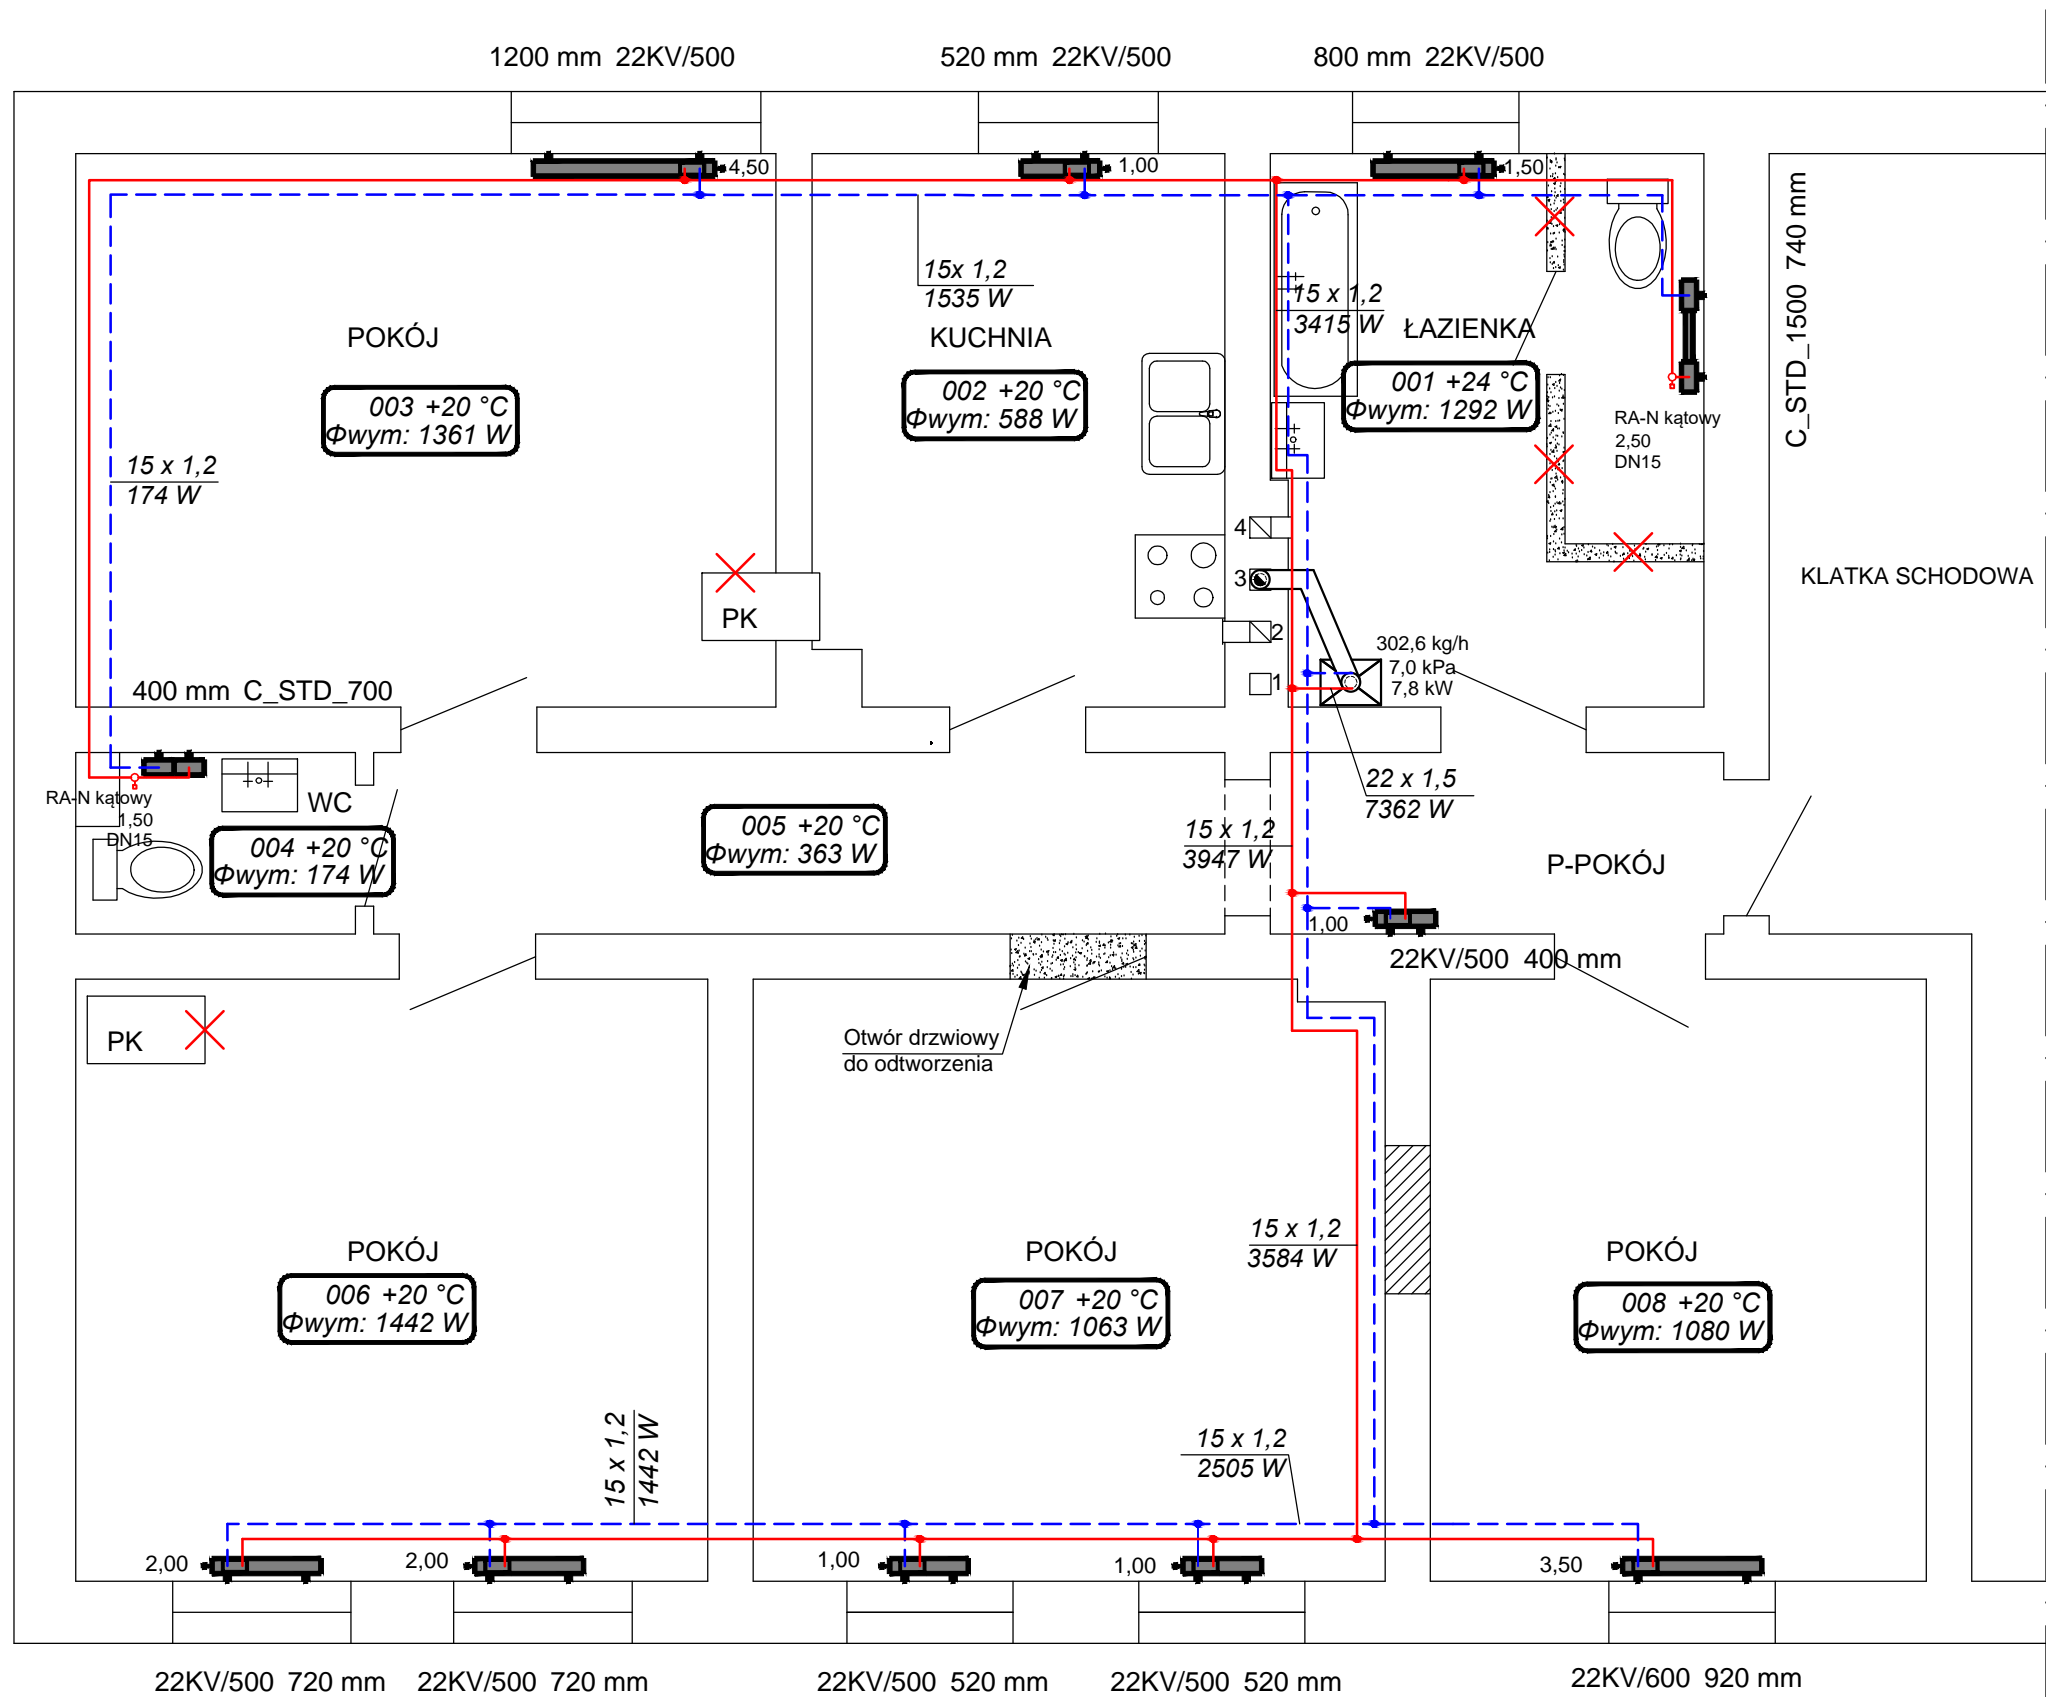 1200 mm 22KV/500
520 mm 22KV/500
800 mm 22KV/500
4,50
1,00
1,50
15x 1,2
1535 W
15 x 1,2
3415 W
C_STD_1500 740 mm
POKÓJ
003 +20 °C
Φwym: 1361 W
KUCHNIA
002 +20 °C
Φwym: 588 W
ŁAZIENKA
001 +24 °C
Φwym: 1292 W
RA-N kątowy
2,50
DN15
15 x 1,2
174 W
4
3
2
1
KLATKA SCHODOWA
PK
302,6 kg/h
7,0 kPa
7,8 kW
400 mm C_STD_700
RA-N kątowy
1,50
DN15
WC
004 +20 °C
Φwym: 174 W
005 +20 °C
Φwym: 363 W
22 x 1,5
7362 W
15 x 1,2
3947 W
P-POKÓJ
1,00
22KV/500 400 mm
PK
Otwór drzwiowy
do odtworzenia
POKÓJ
006 +20 °C
Φwym: 1442 W
POKÓJ
007 +20 °C
Φwym: 1063 W
15 x 1,2
3584 W
POKÓJ
008 +20 °C
Φwym: 1080 W
15 x 1,2
1442 W
15 x 1,2
2505 W
2,00
2,00
1,00
1,00
3,50
22KV/500 720 mm
22KV/500 720 mm
22KV/500 520 mm
22KV/500 520 mm
22KV/600 920 mm